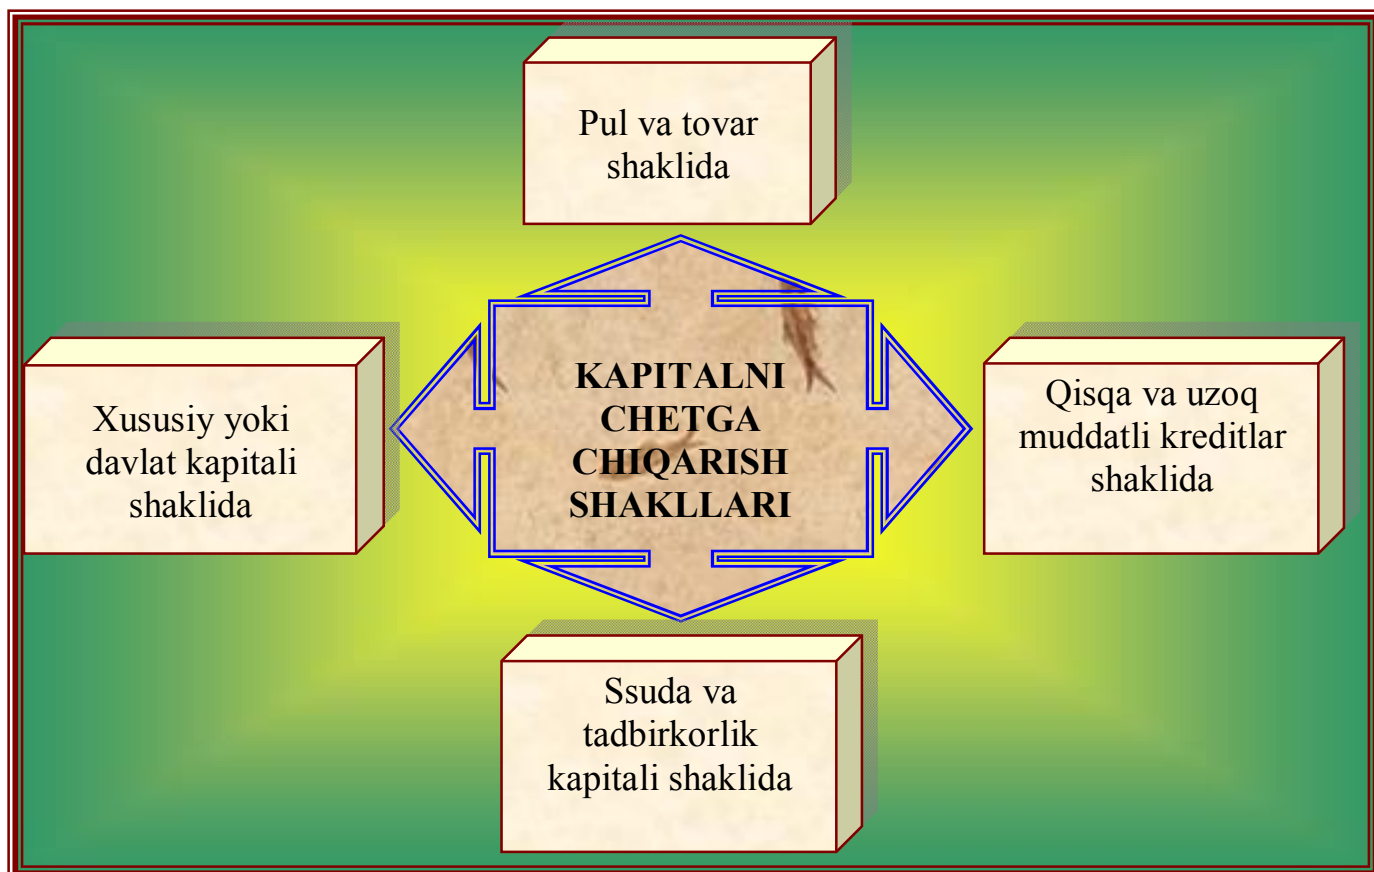 Pul va tovar
shaklida
Xususiy yoki
davlat kapitali
shaklida
KAPITALNI
CHETGA
CHIQARISH
SHAKLLARI
Qisqa va uzoq
muddatli kreditlar
shaklida
Ssuda va
tadbirkorlik
kapitali shaklida